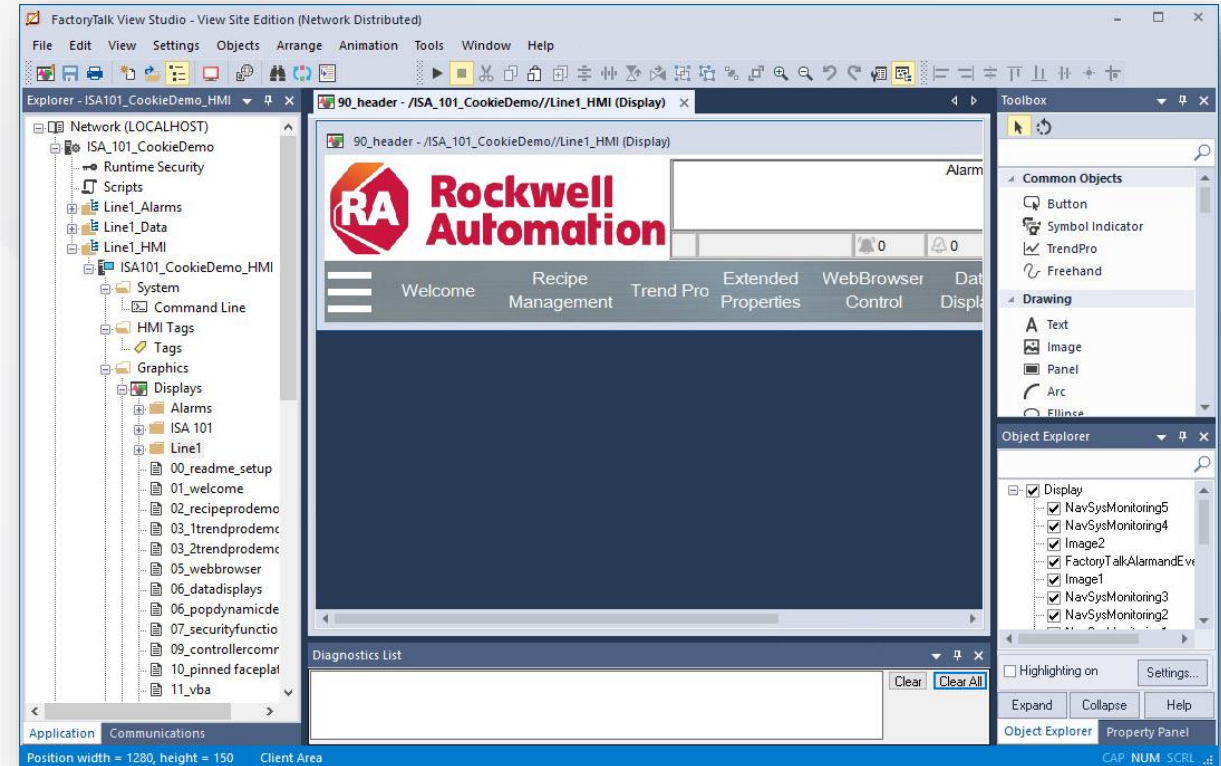 FactoryTalk View Studio - View Site Edition (Network Distributed)
File Edit View Settings Objects Arrange Animation Tools Window Help
Explorer - ISA101_CookieDemo_HMI
Network (LOCALHOST)
ISA_101_CookieDemo
Runtime Security
Scripts
Line1_Alarms
Line1_Data
Line1_HMI
ISA101_CookieDemo_HMI
System
Command Line
HMI Tags
Tags
Graphics
Displays
Alarms
ISA 101
Line1
00_readme_setup
01_welcome
02_recipeprodemo
03_1trendprodemo
03_2trendprodemo
05_webbrowser
06_datadisplays
06_popdynamicde
07_securityfunctio
09_controllercomr
10_pinned faceplat
11_vba
Application Communications
90_header - /ISA_101_CookieDemo//Line1_HMI (Display)
90_header - /ISA_101_CookieDemo//Line1_HMI (Display)
RA
Rockwell
Automation
Alarm
0 0
Welcome
Recipe
Management
Trend Pro
Extended
Properties
WebBrowser
Control
Dat
Displa
Diagnostics List
Clear Clear All
Toolbox
Common Objects
Button
Symbol Indicator
TrendPro
Freehand
Drawing
Text
Image
Panel
Arc
Ellipse
Object Explorer
Display
NavSysMonitoring5
NavSysMonitoring4
Image2
FactoryTalkAlarmandEve
Image1
NavSysMonitoring3
NavSysMonitoring2
Highlighting on Settings...
Expand Collapse Help
Object Explorer Property Panel
Position width = 1280, height = 150 Client Area CAP NUM SCRL